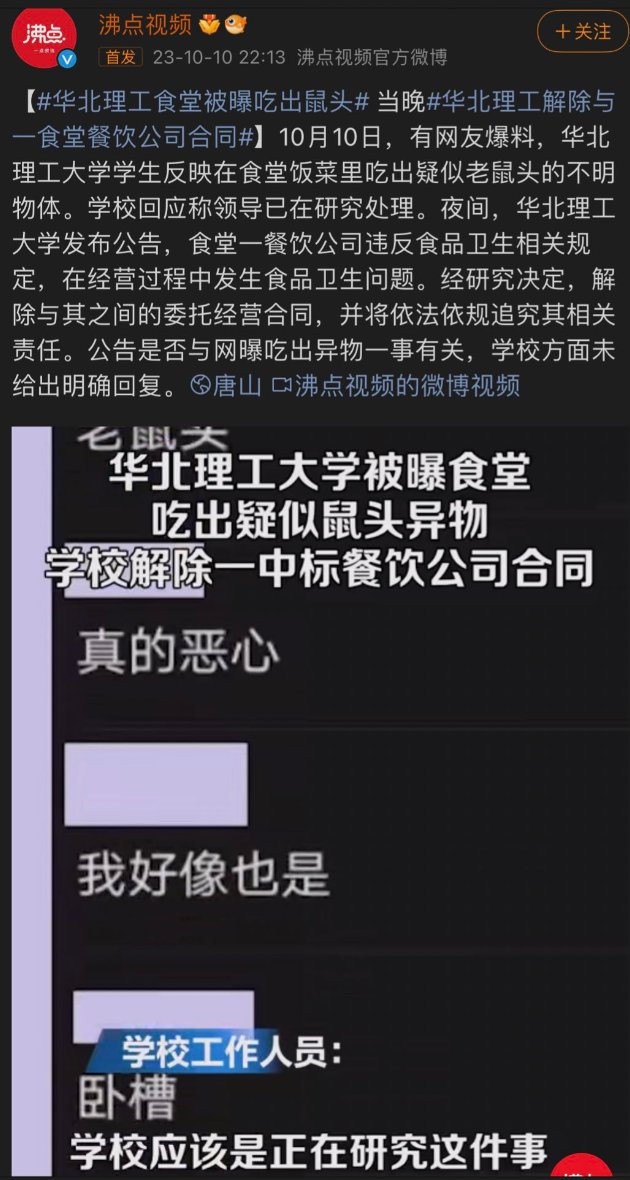 沸点
一点就沸
沸点视频
+关注
首发 23-10-10 22:13 沸点视频官方微博
【#华北理工食堂被曝吃出鼠头# 当晚#华北理工解除与
一食堂餐饮公司合同#】10月10日，有网友爆料，华北
理工大学学生反映在食堂饭菜里吃出疑似老鼠头的不明
物体。学校回应称领导已在研究处理。夜间，华北理工
大学发布公告，食堂一餐饮公司违反食品卫生相关规
定，在经营过程中发生食品卫生问题。经研究决定，解
除与其之间的委托经营合同，并将依法依规追究其相关
责任。公告是否与网曝吃出异物一事有关，学校方面未
给出明确回复。唐山 沸点视频的微博视频
老鼠头
华北理工大学被曝食堂
吃出疑似鼠头异物
学校解除一中标餐饮公司合同
真的恶心
我好像也是
学校工作人员：
卧槽
学校应该是正在研究这件事